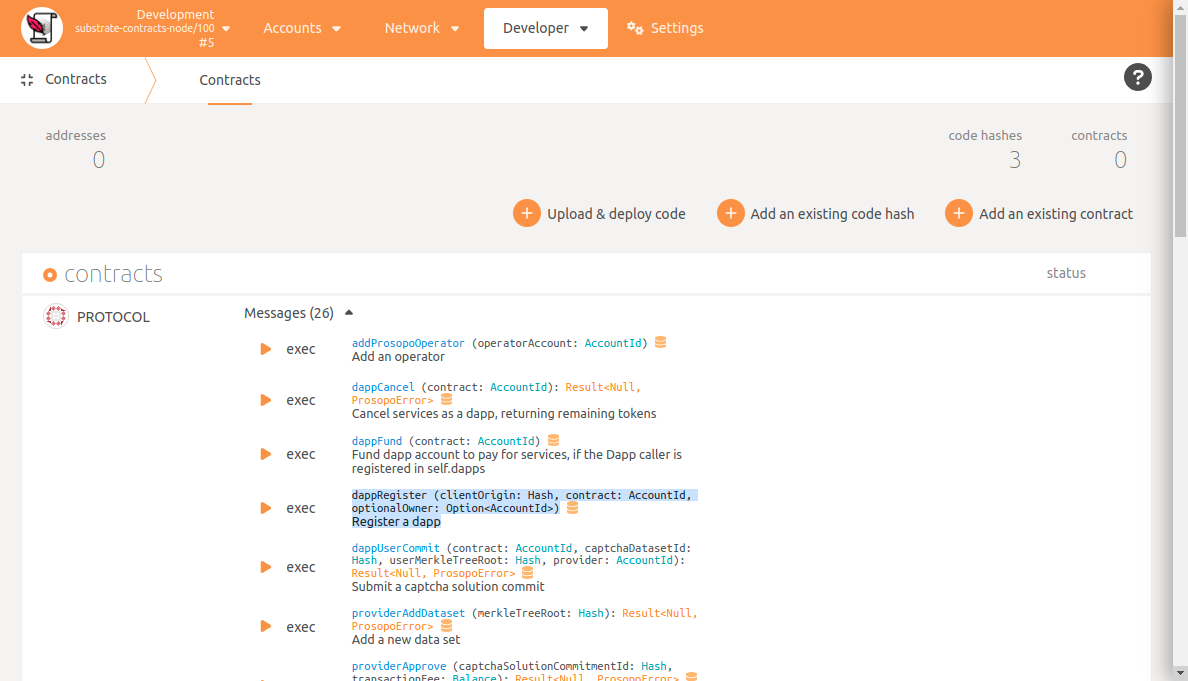 Development
substrate-contracts-node/100
#5
Accounts
Network
Developer
Settings
Contracts
Contracts
?
addresses
0
code hashes
3
contracts
0
Upload & deploy code
Add an existing code hash
Add an existing contract
contracts
status
PROTOCOL
Messages (26)
exec
addProsopoOperator (operatorAccount: AccountId)
Add an operator
exec
dappCancel (contract: AccountId): Result<Null,
ProsopoError>
Cancel services as a dapp, returning remaining tokens
exec
dappFund (contract: AccountId)
Fund dapp account to pay for services, if the Dapp caller is
registered in self.dapps
exec
dappRegister (clientOrigin: Hash, contract: AccountId,
optionalOwner: Option<AccountId>)
Register a dapp
exec
dappUserCommit (contract: AccountId, captchaDatasetId:
Hash, userMerkleTreeRoot: Hash, provider: AccountId):
Result<Null, ProsopoError>
Submit a captcha solution commit
exec
providerAddDataset (merkleTreeRoot: Hash): Result<Null,
ProsopoError>
Add a new data set
providerApprove (captchaSolutionCommitmentId: Hash,
transactionFee: Balance): Result<Null, ProsopoError>